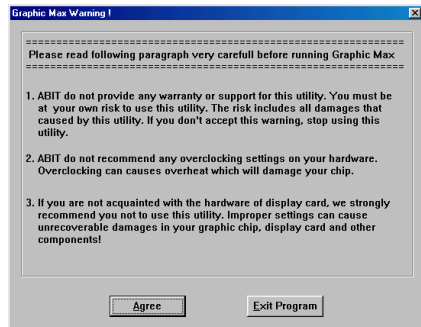 Graphic Max Warning !
===============================================
Please read following paragraph very carefull before running Graphic Max
===============================================
1. ABIT do not provide any warranty or support for this utility. You must be
at your own risk to use this utility. The risk includes all damages that
caused by this utility. If you don't accept this warning, stop using this
utility.
2. ABIT do not recommend any overclocking settings on your hardware.
Overclocking can causes overheat which will damage your chip.
3. If you are not acquainted with the hardware of display card, we strongly
recommend you not to use this utility. Improper settings can cause
unrecoverable damages in your graphic chip, display card and other
components!
Agree
Exit Program